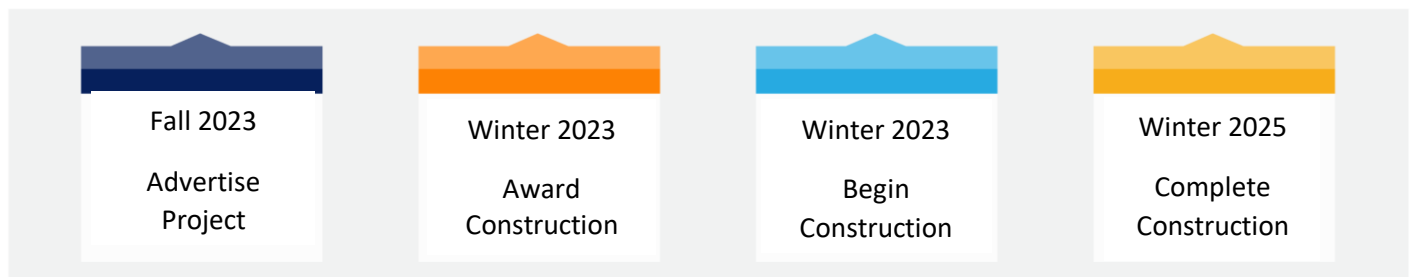 Fall 2023
Advertise
Project
Winter 2023
Award
Construction
Winter 2023
Begin
Construction
Winter 2025
Complete
Construction